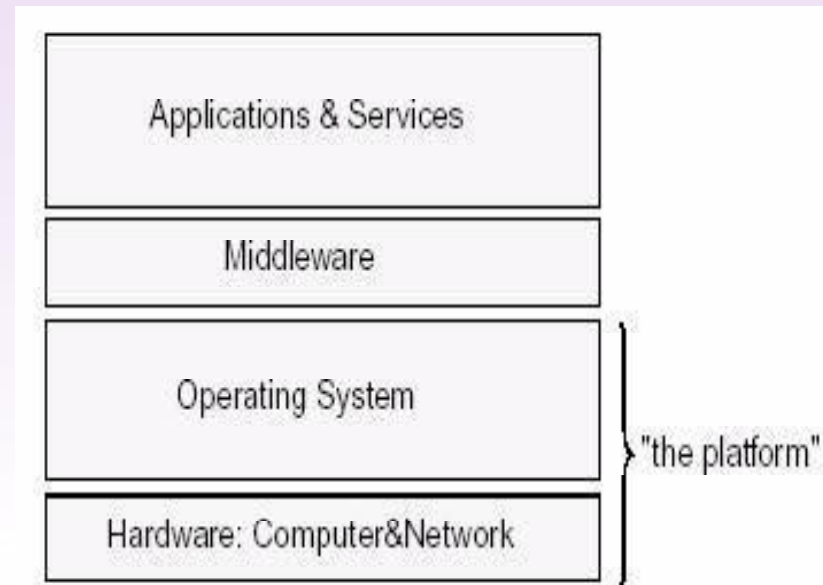 Applications & Services
Middleware
Operating System
"the platform"
Hardware: Computer&Network